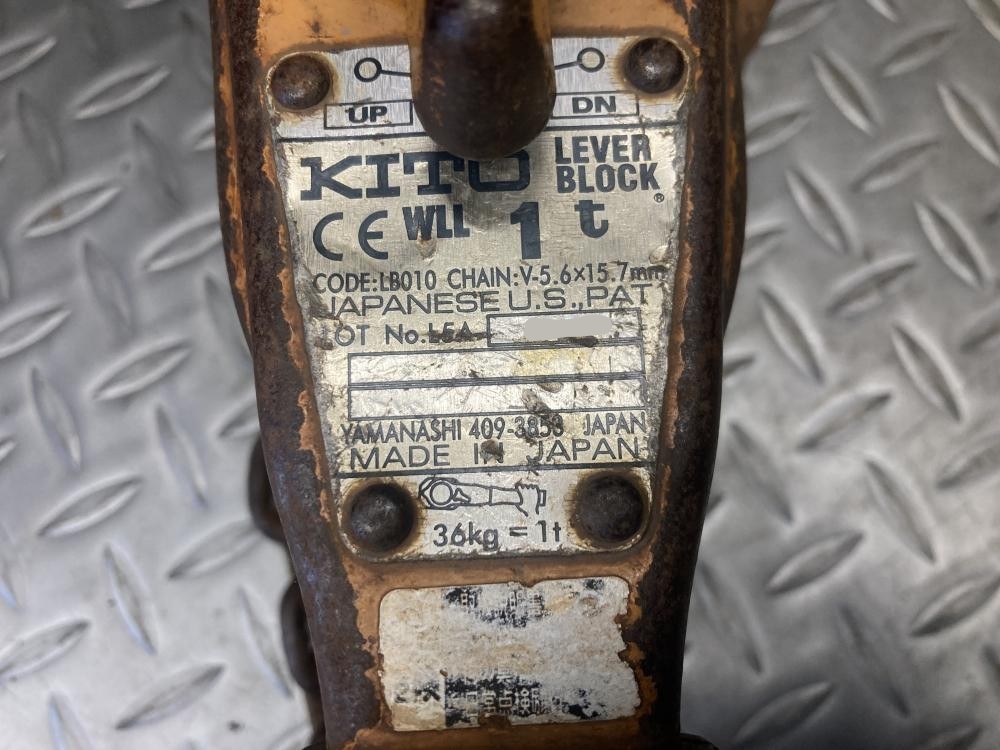 UP DN
KITO LEVER BLOCK®
CE WLL 1 t
CODE:LB010 CHAIN:V-5.6×15.7mm
JAPANESE U.S.,PAT
LOT No.L5A
YAMANASHI 409-3853 JAPAN
MADE IN JAPAN
36kg = 1t